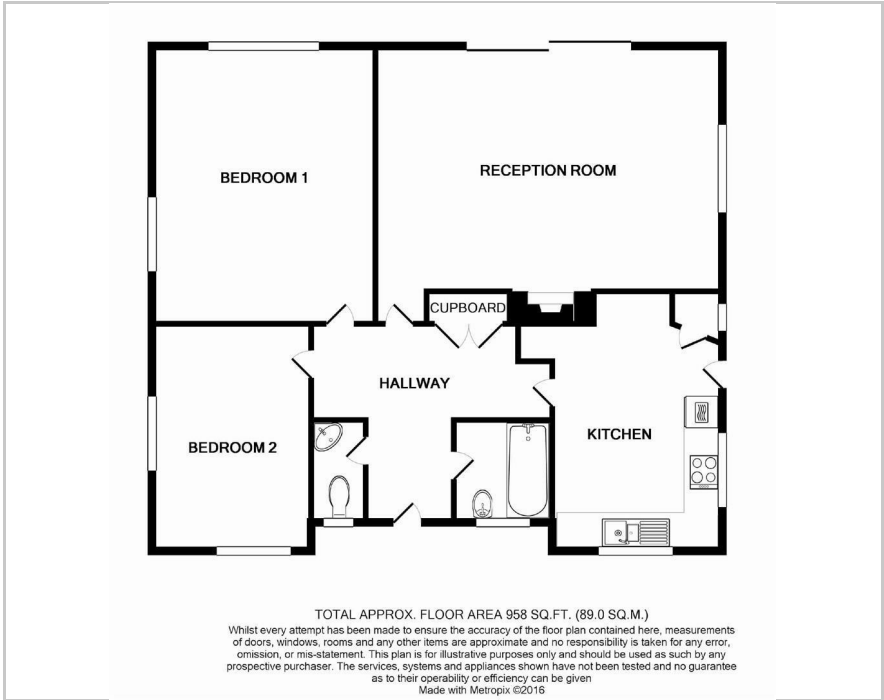 BEDROOM 1
RECEPTION ROOM
CUPBOARD
HALLWAY
KITCHEN
BEDROOM 2
TOTAL APPROX. FLOOR AREA 958 SQ.FT. (89.0 SQ.M.)
Whilst every attempt has been made to ensure the accuracy of the floor plan contained here, measurements
of doors, windows, rooms and any other items are approximate and no responsibility is taken for any error,
omission, or mis-statement. This plan is for illustrative purposes only and should be used as such by any
prospective purchaser. The services, systems and appliances shown have not been tested and no guarantee
as to their operability or efficiency can be given
Made with Metropix ©2016